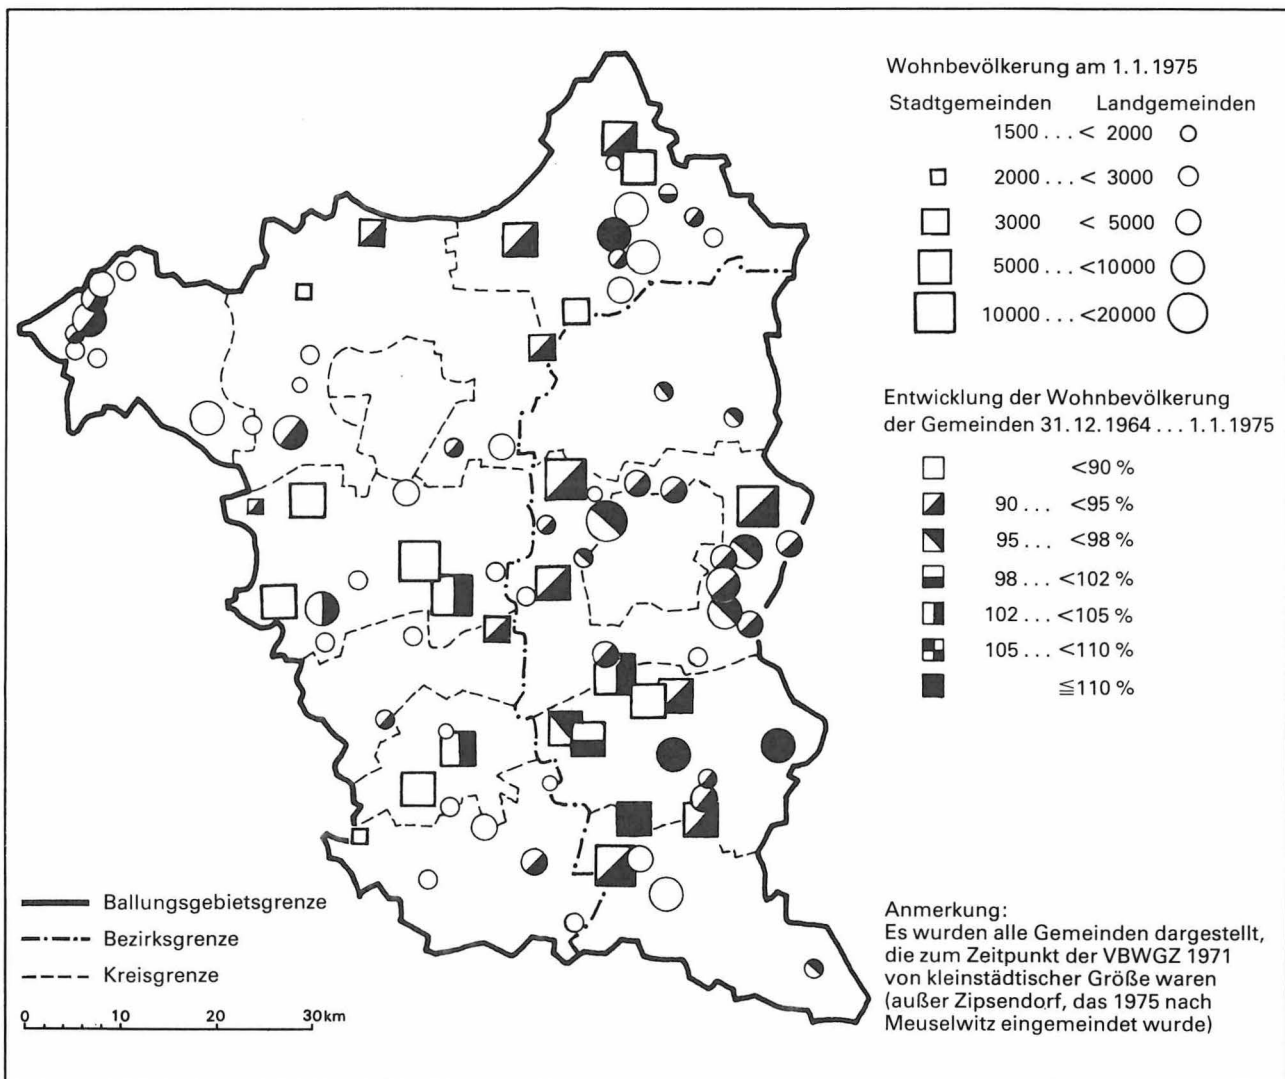 Wohnbevölkerung am 1.1.1975
Stadtgemeinden Landgemeinden
1500 . . . < 2000
2000 . . . < 3000
3000 < 5000
5000 . . . <10000
10000 . . . <20000
Entwicklung der Wohnbevölkerung
der Gemeinden 31.12.1964 . . . 1.1.1975
<90 %
90 . . . <95 %
95 . . . <98 %
98 . . . <102 %
102 . . . <105 %
105 . . . <110 %
≦110 %
Ballungsgebietsgrenze
Bezirksgrenze
Kreisgrenze
0 10 20 30km
Anmerkung:
Es wurden alle Gemeinden dargestellt,
die zum Zeitpunkt der VBWGZ 1971
von kleinstädtischer Größe waren
(außer Zipsendorf, das 1975 nach
Meuselwitz eingemeindet wurde)